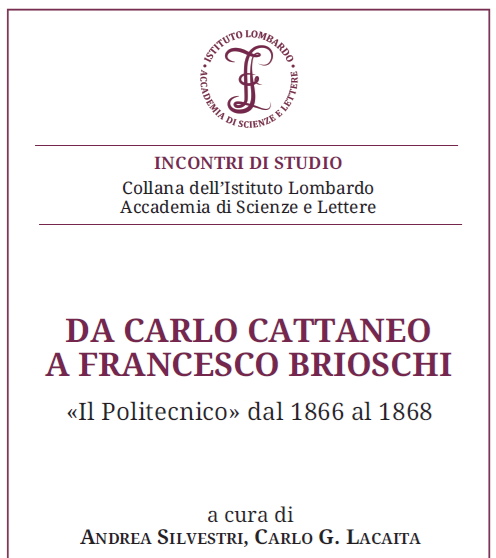 • ISTITUTO LOMBARDO •
ACCADEMIA DI SCIENZE E LETTERE
INCONTRI DI STUDIO
Collana dell’Istituto Lombardo
Accademia di Scienze e Lettere
DA CARLO CATTANEO
A FRANCESCO BRIOSCHI
«Il Politecnico» dal 1866 al 1868
a cura di
ANDREA SILVESTRI, CARLO G. LACAITA